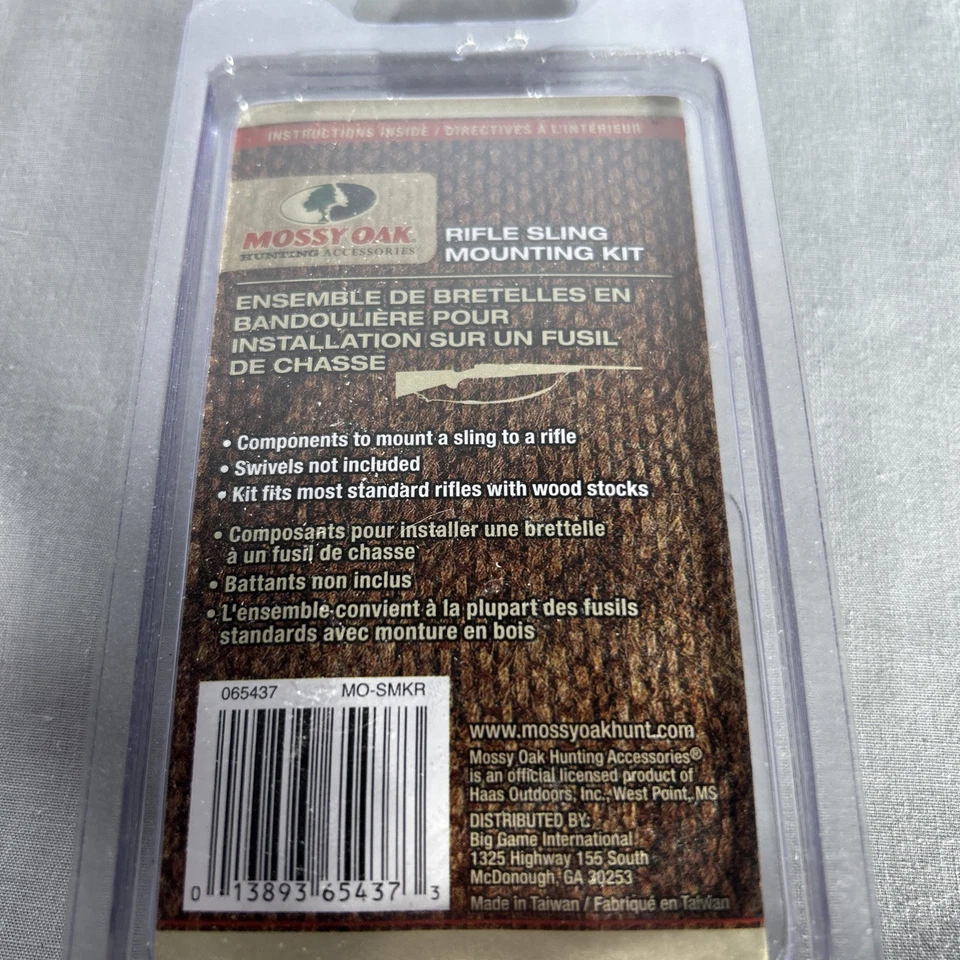 INSTRUCTIONS INSIDE / DIRECTIVES À L'INTÉRIEUR
MOSSY OAK®
HUNTING ACCESSORIES
RIFLE SLING
MOUNTING KIT
ENSEMBLE DE BRETELLES EN
BANDOULIÈRE POUR
INSTALLATION SUR UN FUSIL
DE CHASSE
• Components to mount a sling to a rifle
• Swivels not included
• Kit fits most standard rifles with wood stocks
• Composants pour installer une brettelle
à un fusil de chasse
• Battants non inclus
• L'ensemble convient à la plupart des fusils
standards avec monture en bois
065437 MO-SMKR
0 13893 65437 3
www.mossyoakhunt.com
Mossy Oak Hunting Accessories®
is an official licensed product of
Haas Outdoors, Inc., West Point, MS
DISTRIBUTED BY:
Big Game International
1325 Highway 155 South
McDonough, GA 30253
Made in Taiwan / Fabriqué en Taiwan